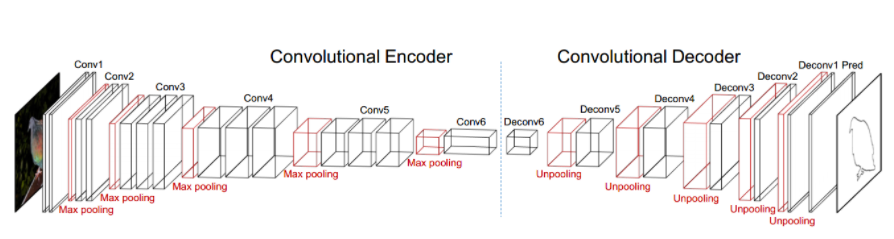 Convolutional Encoder
Convolutional Decoder
Conv1
Conv2
Conv3
Conv4
Conv5
Conv6
Deconv6
Deconv5
Deconv4
Deconv3
Deconv2
Deconv1 Pred
Max pooling
Max pooling
Max pooling
Max pooling
Max pooling
Unpooling
Unpooling
Unpooling
Unpooling
Unpooling